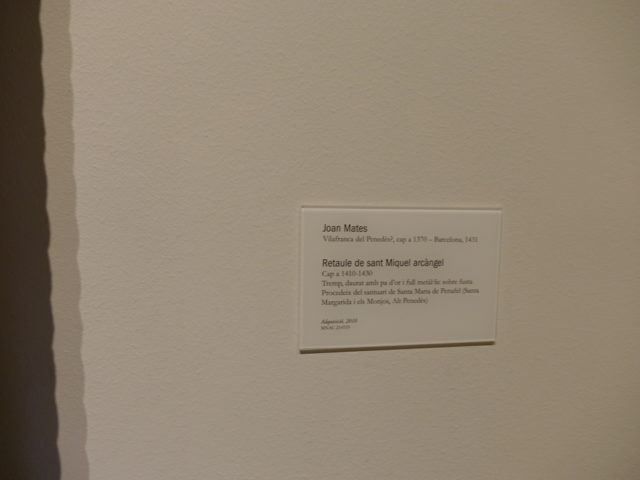 Joan Mates
Vilafranca del Penedès?, cap a 1370 – Barcelona, 1431
Retaule de sant Miquel arcàngel
Cap a 1410-1430
Tremp, daurat amb pa d'or i full metàl·lic sobre fusta
Procedeix del santuari de Santa Maria de Penafel (Santa
Margarida i els Monjos, Alt Penedès)
Adquisició, 2010
MNAC